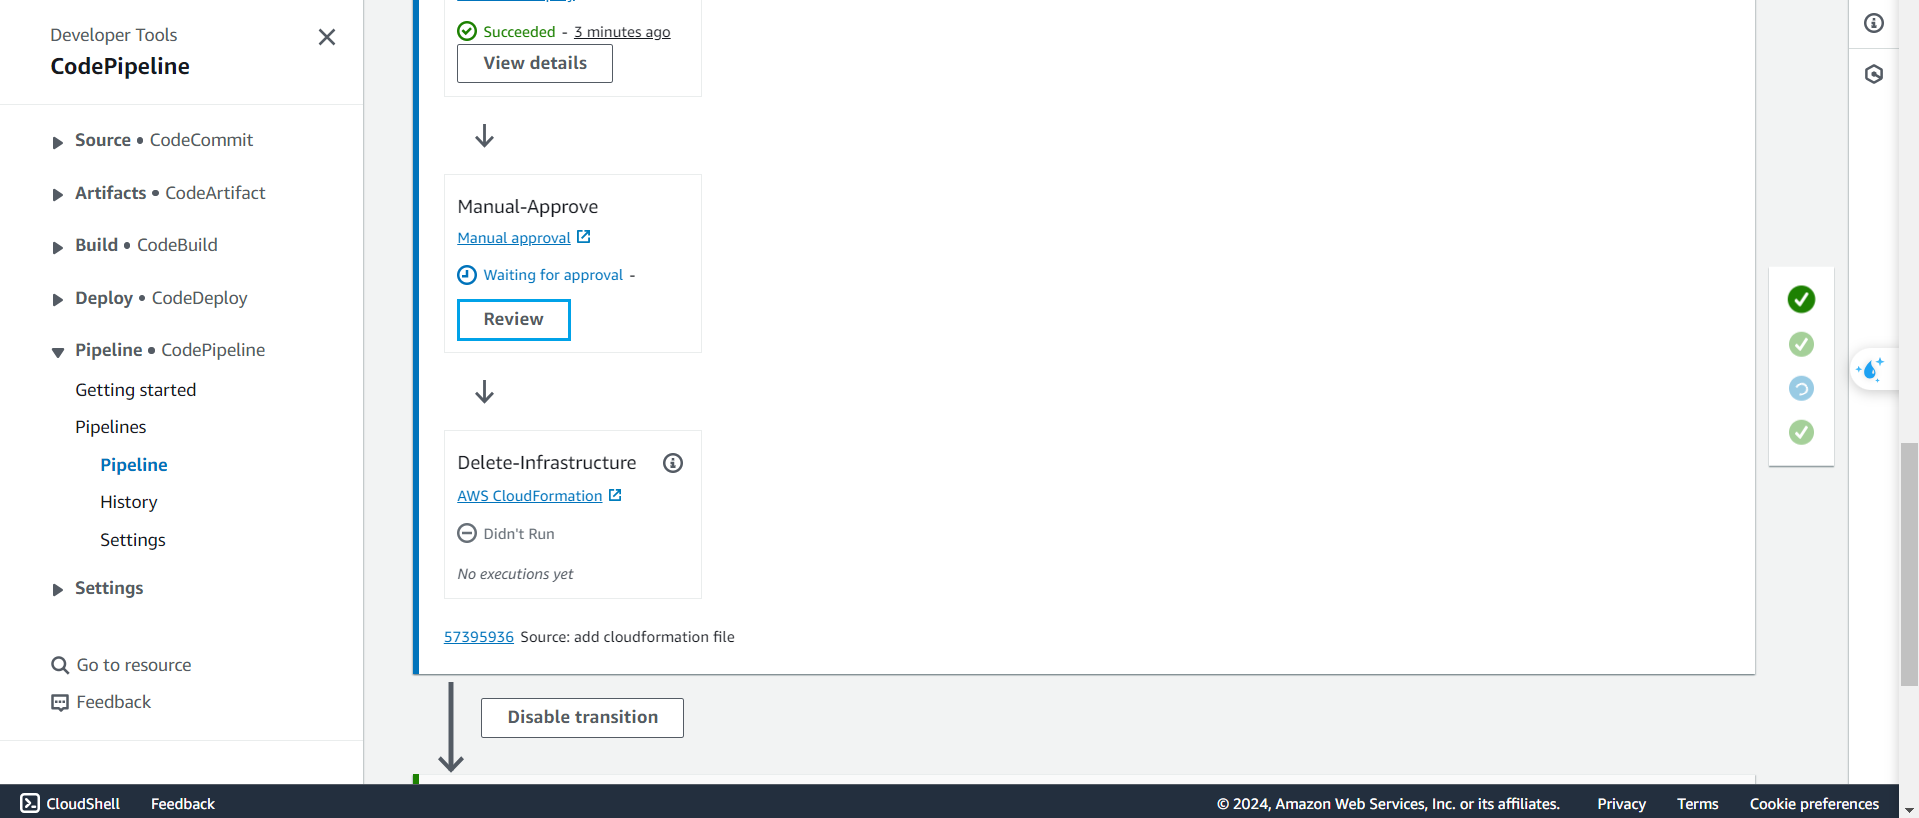 Developer Tools
CodePipeline
Source • CodeCommit
Artifacts • CodeArtifact
Build • CodeBuild
Deploy • CodeDeploy
Pipeline • CodePipeline
Getting started
Pipelines
Pipeline
History
Settings
Settings
Go to resource
Feedback
Succeeded - 3 minutes ago
View details
Manual-Approve
Manual approval
Waiting for approval -
Review
Delete-Infrastructure
AWS CloudFormation
Didn't Run
No executions yet
57395936 Source: add cloudformation file
Disable transition
CloudShell Feedback © 2024, Amazon Web Services, Inc. or its affiliates. Privacy Terms Cookie preferences